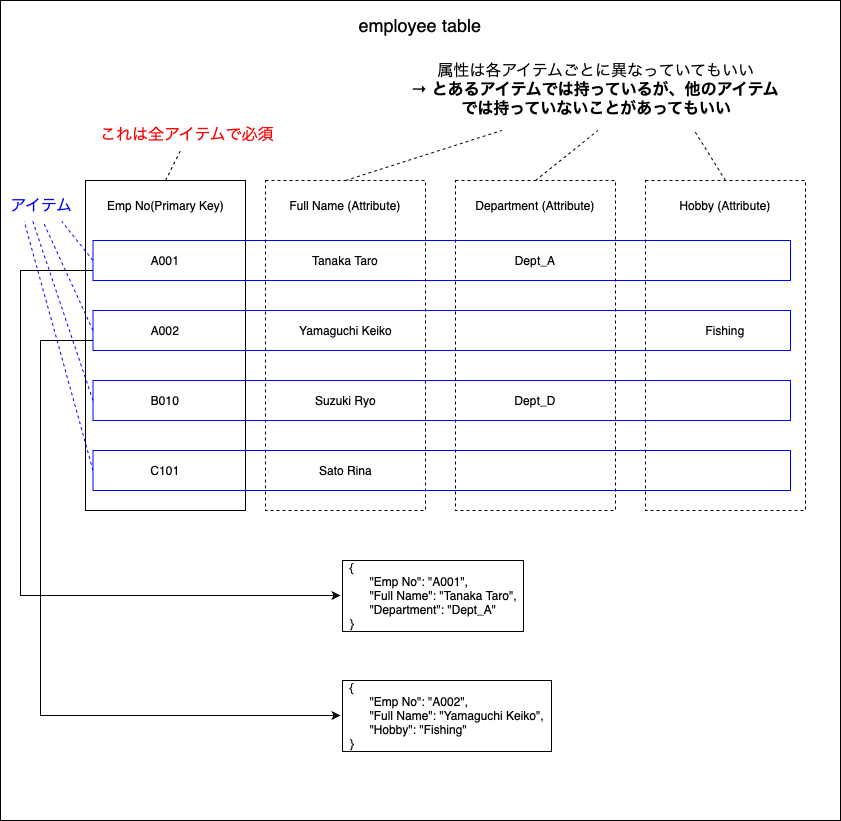 employee table
属性は各アイテムごとに異なっていてもいい
→ とあるアイテムでは持っているが、他のアイテム
では持っていないことがあってもいい
これは全アイテムで必須
アイテム
Emp No(Primary Key)
Full Name (Attribute)
Department (Attribute)
Hobby (Attribute)
A001
Tanaka Taro
Dept_A
A002
Yamaguchi Keiko
Fishing
B010
Suzuki Ryo
Dept_D
C101
Sato Rina
{
"Emp No": "A001",
"Full Name": "Tanaka Taro",
"Department": "Dept_A"
}
{
"Emp No": "A002",
"Full Name": "Yamaguchi Keiko",
"Hobby": "Fishing"
}